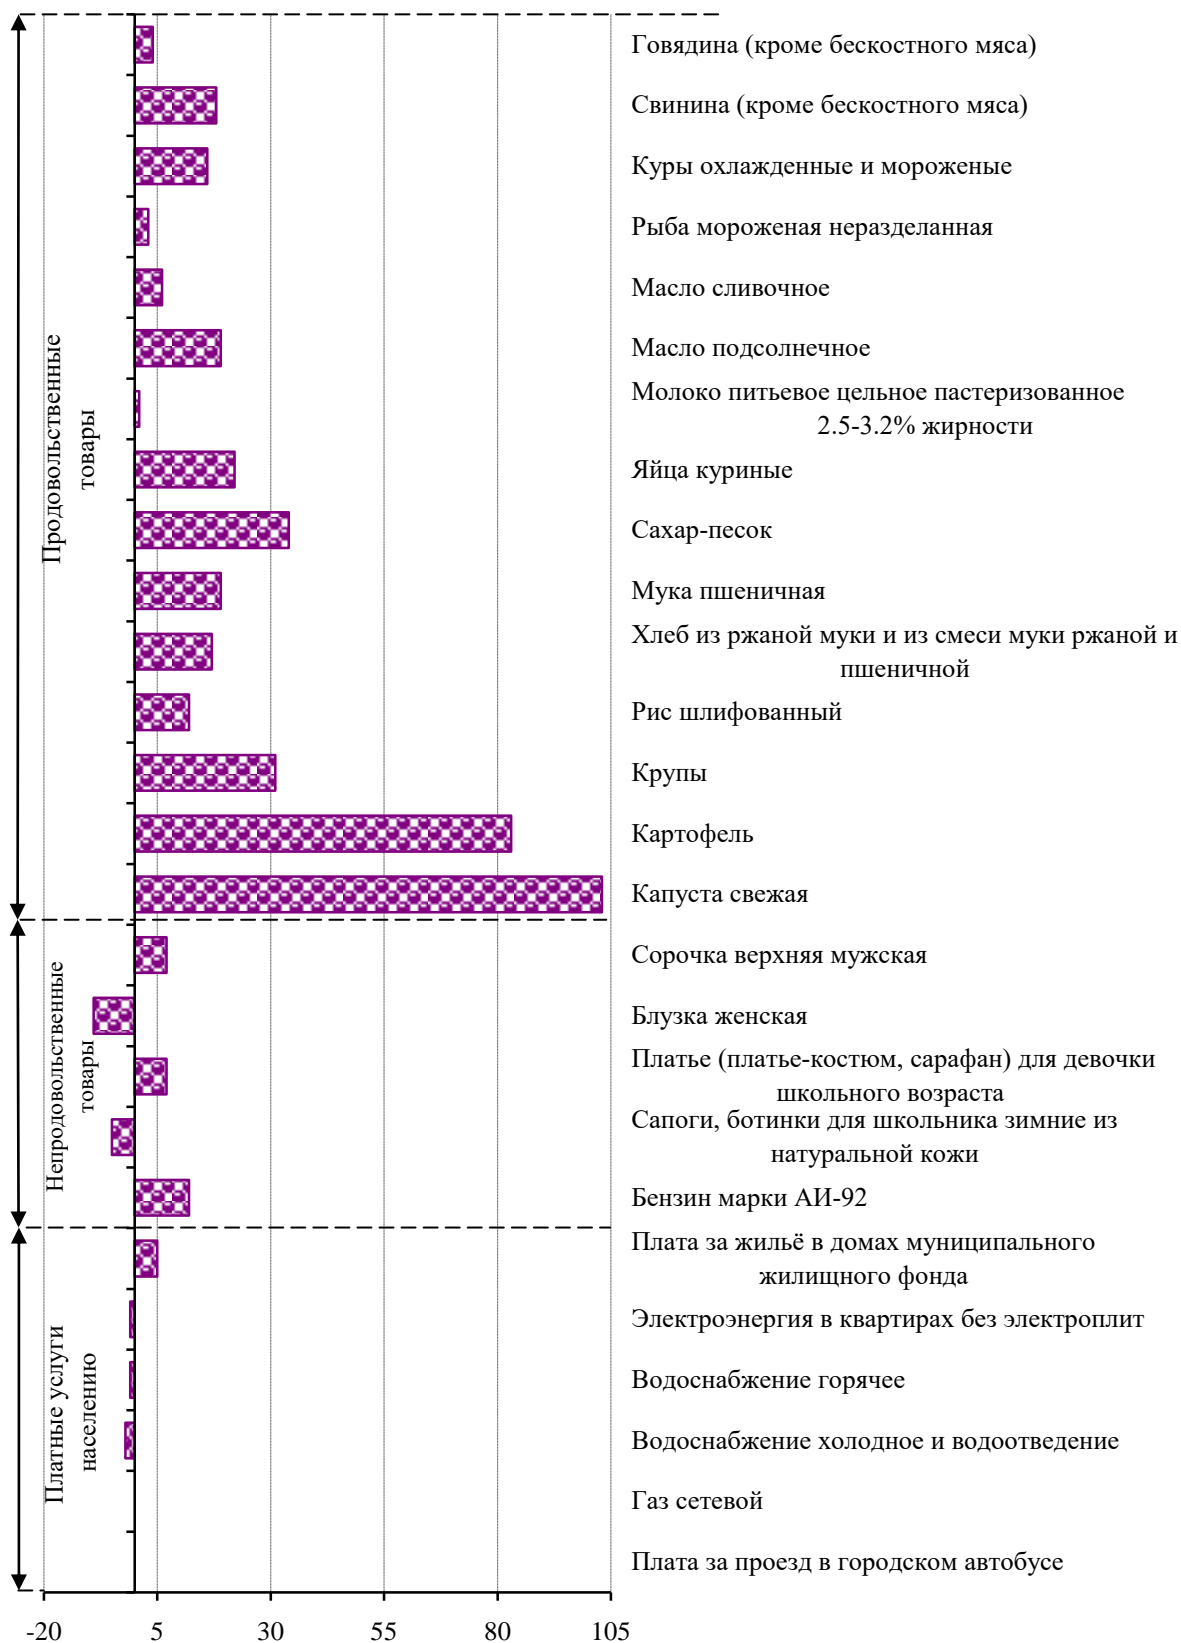 Продовольственные
товары
Говядина (кроме бескостного мяса)
Свинина (кроме бескостного мяса)
Куры охлажденные и мороженые
Рыба мороженая неразделанная
Масло сливочное
Масло подсолнечное
Молоко питьевое цельное пастеризованное
2.5-3.2% жирности
Яйца куриные
Сахар-песок
Мука пшеничная
Хлеб из ржаной муки и из смеси муки ржаной и
пшеничной
Рис шлифованный
Крупы
Картофель
Капуста свежая
Непродовольственные
товары
Сорочка верхняя мужская
Блузка женская
Платье (платье-костюм, сарафан) для девочки
школьного возраста
Сапоги, ботинки для школьника зимние из
натуральной кожи
Бензин марки АИ-92
Платные услуги
населению
Плата за жильё в домах муниципального
жилищного фонда
Электроэнергия в квартирах без электроплит
Водоснабжение горячее
Водоснабжение холодное и водоотведение
Газ сетевой
Плата за проезд в городском автобусе
-20 5 30 55 80 105